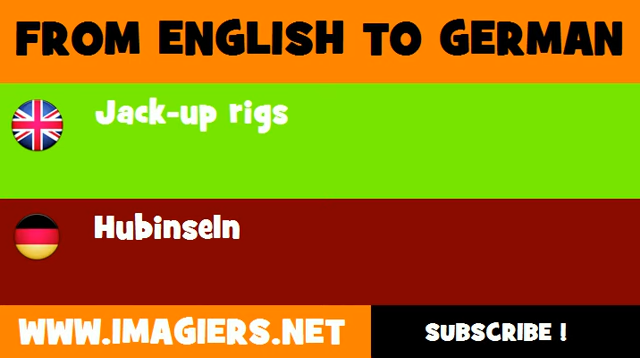 FROM ENGLISH TO GERMAN
Jack-up rigs
Hubinseln
WWW.IMAGIERS.NET
SUBSCRIBE !